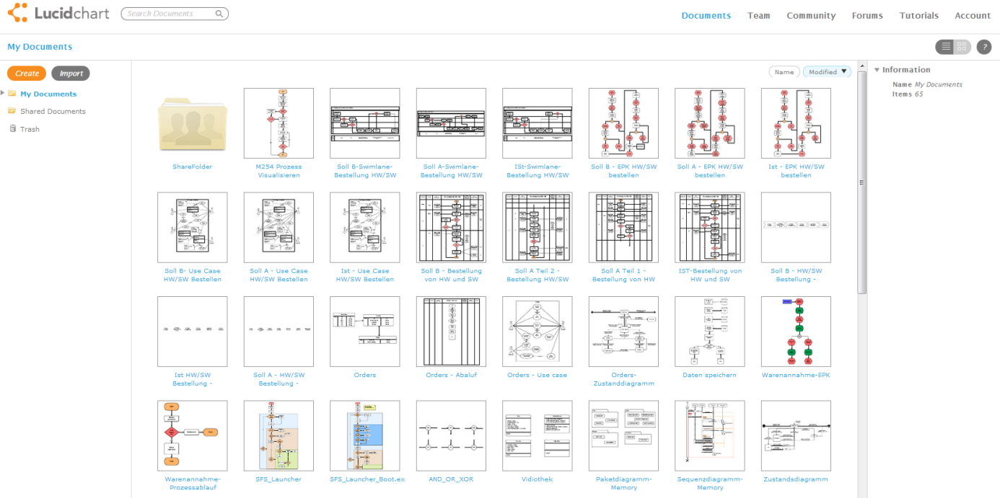 Lucidchart
Search Documents
Documents Team Community Forums Tutorials Account
My Documents
?
Create Import
My Documents
Shared Documents
Trash
Name Modified ▼
Information
Name My Documents
Items 65
ShareFolder
M254 Prozess
Visualisieren
Soll B-Swimlane-
Bestellung HW/SW
Soll A-Swimlane-
Bestellung HW/SW
ISt-Swimlane-
Bestellung HW/SW
Soll B - EPK HW/SW
bestellen
Soll A - EPK HW/SW
bestellen
Ist - EPK HW/SW
bestellen
Soll B- Use Case
HW/SW Bestellen
Soll A - Use Case
HW/SW Bestellen
Ist - Use Case
HW/SW Bestellen
Soll B - Bestellung
von HW und SW
Soll A Teil 2 -
Bestellung HW/SW
Soll A Teil 1 -
Bestellung von HW
IST-Bestellung von
HW und SW
Soll B - HW/SW
Bestellung -
Ist HW/SW
Bestellung -
Soll A - HW/SW
Bestellung -
Orders
Orders - Abaluf
Orders - Use case
Orders-
Zustanddiagramm
Daten speichern
Warenannahme-EPK
Warenannahme-
Prozessablauf
SFS_Launcher
SFS_Launcher_Boot.ex
AND_OR_XOR
Vidiothek
Paketdiagramm-
Memory
Sequenzdiagramm-
Memory
Zustandsdiagramm